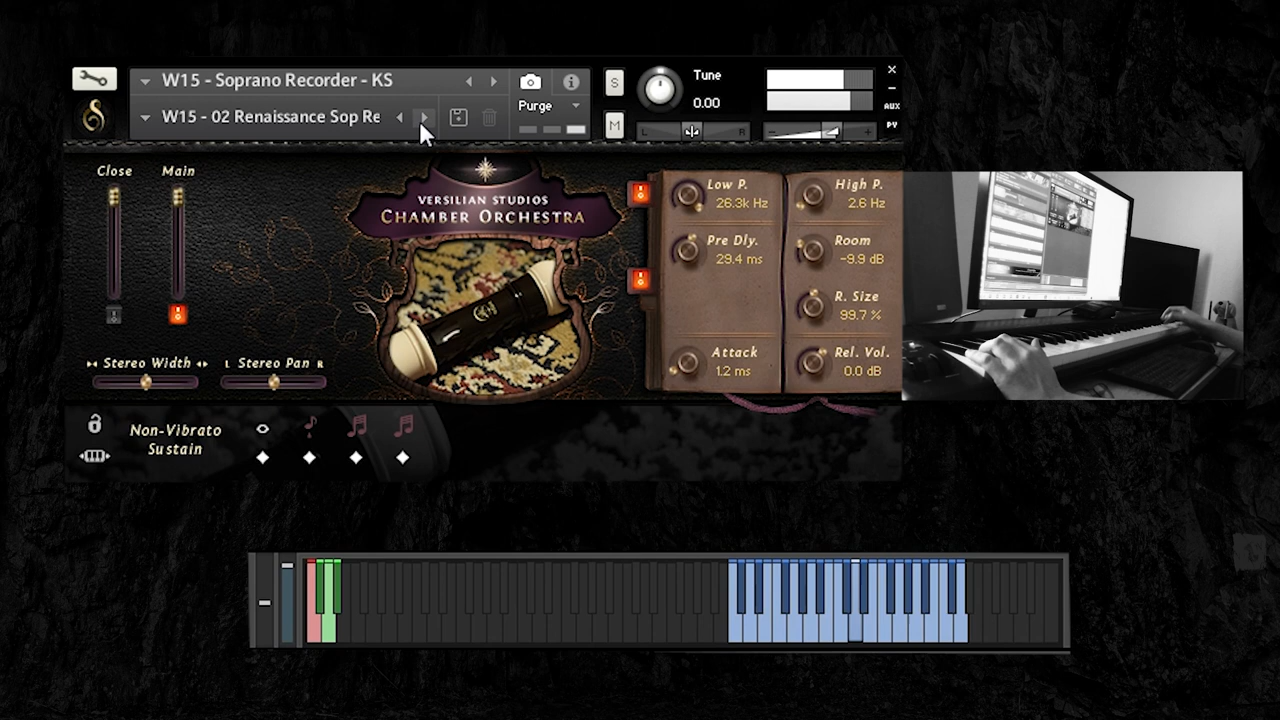 W15 - Soprano Recorder - KS
W15 - 02 Renaissance Sop Re
Purge
S
M
Tune
0.00
L R
AUX
PV
Close Main
VERSILIAN STUDIOS
CHAMBER ORCHESTRA
Low P.
26.3k Hz
High P.
2.6 Hz
Pre Dly.
29.4 ms
Room
-9.9 dB
R. Size
99.7 %
Attack
1.2 ms
Rel. Vol.
0.0 dB
Stereo Width
L Stereo Pan R
Non-Vibrato
Sustain